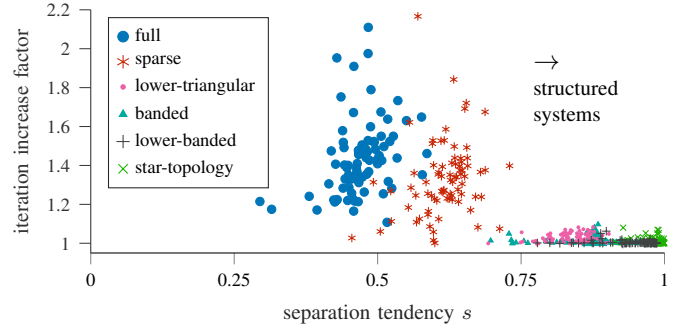 2.2
2
1.8
1.6
1.4
1.2
1
iteration increase factor
full
sparse
lower-triangular
banded
lower-banded
star-topology
→
structured
systems
0
0.25
0.5
0.75
1
separation tendency s